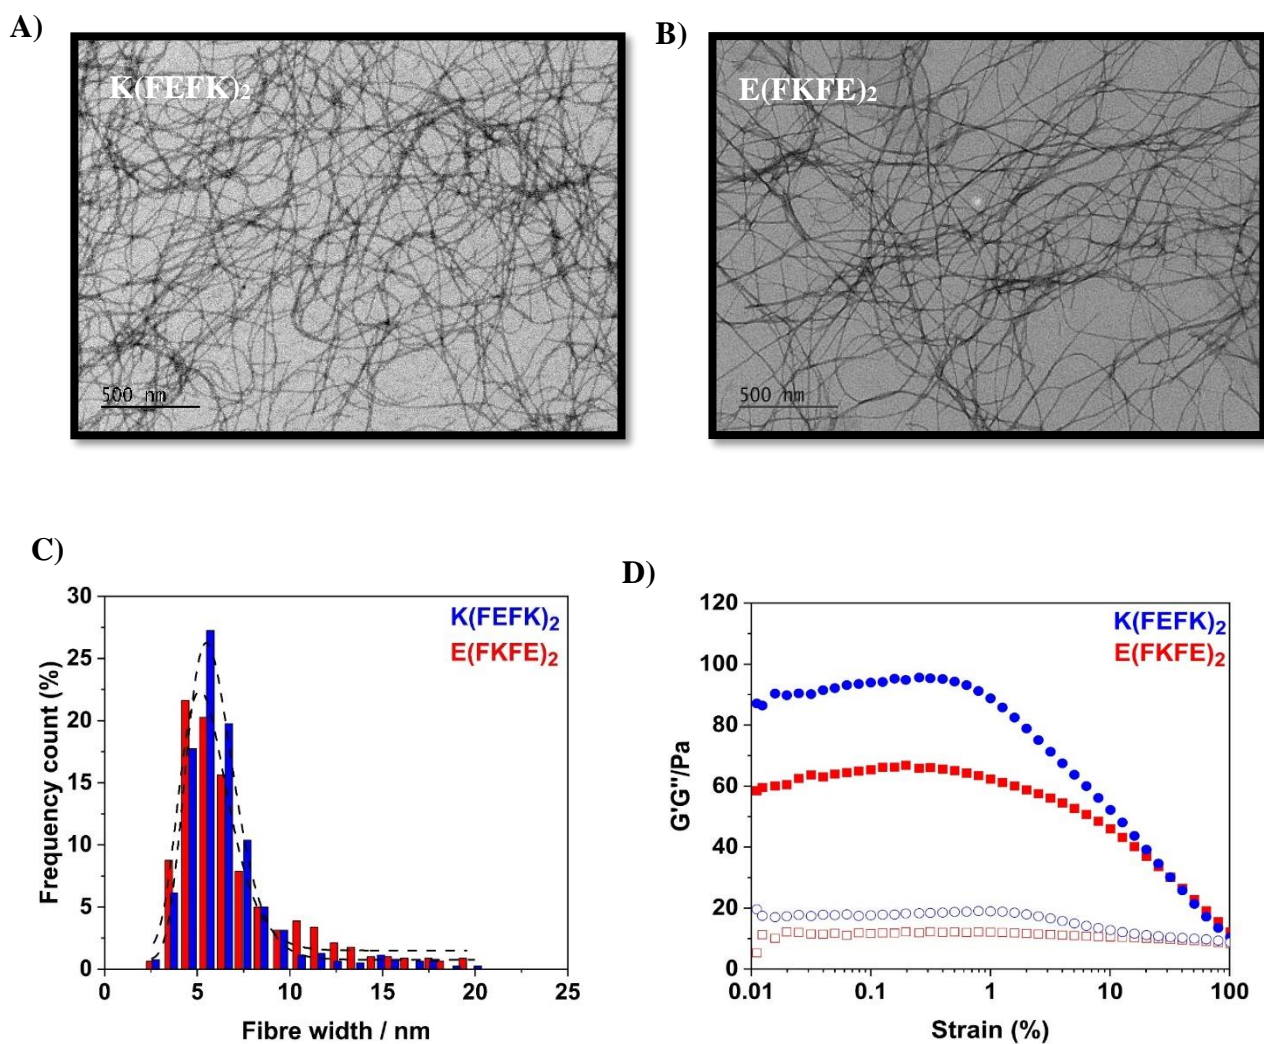 A)
K(FEFK)2
500 nm
B)
E(FKFE)2
500 nm
C)
30
25
20
15
10
5
0
Frequency count (%)
K(FEFK)2
E(FKFE)2
0 5 10 15 20 25
Fibre width / nm
D)
120
100
80
60
40
20
0
G'G''/Pa
K(FEFK)2
E(FKFE)2
0.01 0.1 1 10 100
Strain (%)